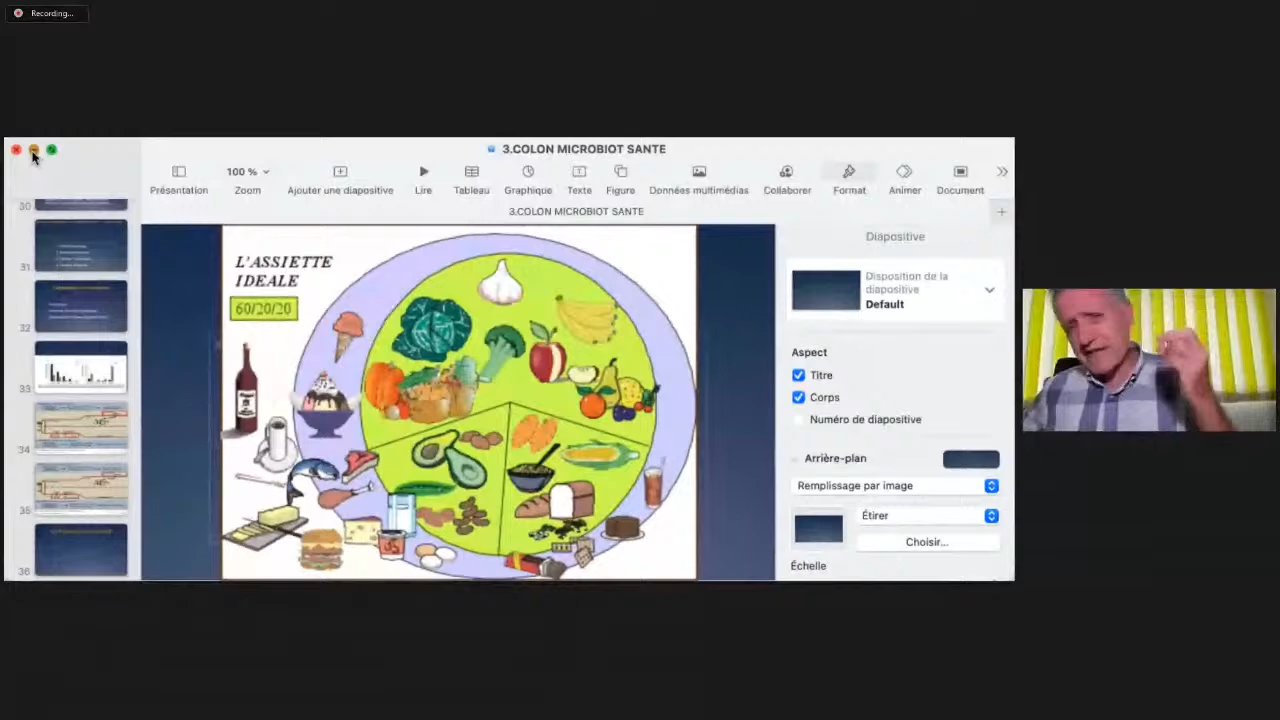 Recording...
3.COLON MICROBIOT SANTE
100 %
Présentation
Zoom
Ajouter une diapositive
Lire
Tableau
Graphique
Texte
Figure
Données multimédias
Collaborer
Format
Animer
Document
3.COLON MICROBIOT SANTE
30
31
32
33
34
35
36
L'ASSIETTE
IDEALE
60/20/20
Diapositive
Disposition de la
diapositive
Default
Aspect
Titre
Corps
Numéro de diapositive
Arrière-plan
Remplissage par image
Étirer
Choisir...
Échelle